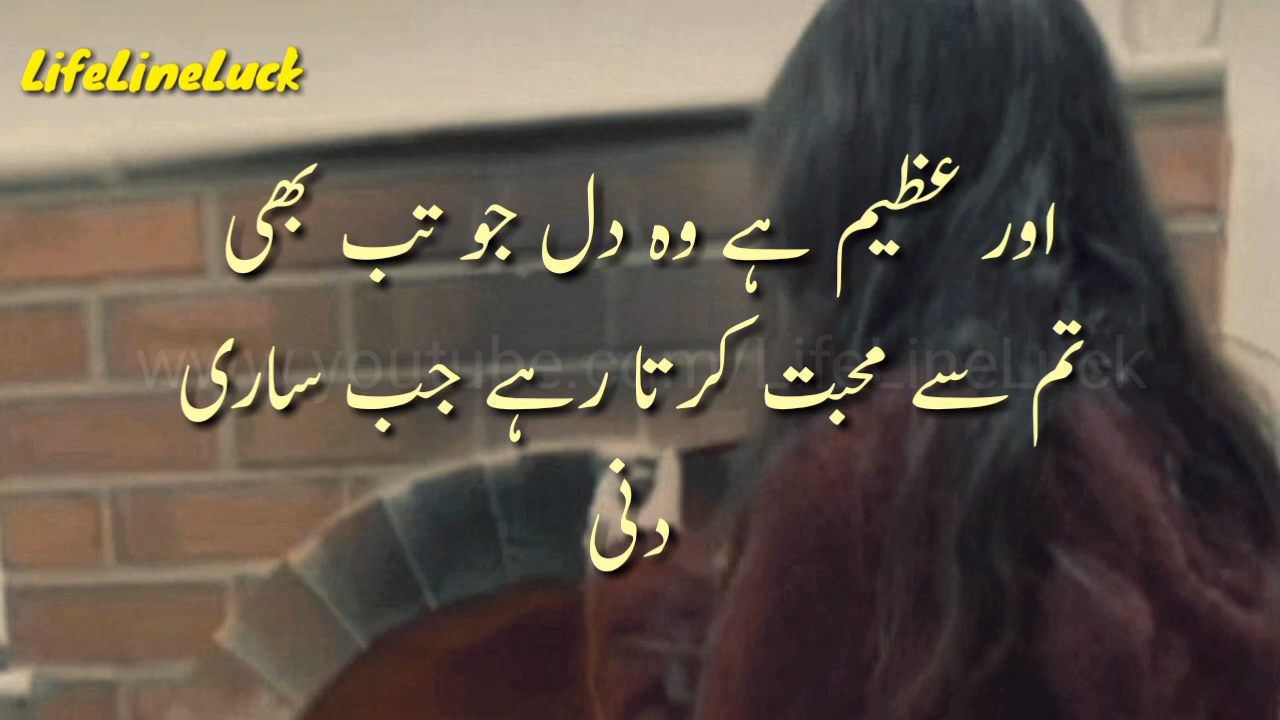 LifeLineLuck
اور عظیم ہے وہ دل جو تب بھی
تم سے محبت کرتا رہے جب ساری
دنی
www.youtube.com/LifeLineLuck